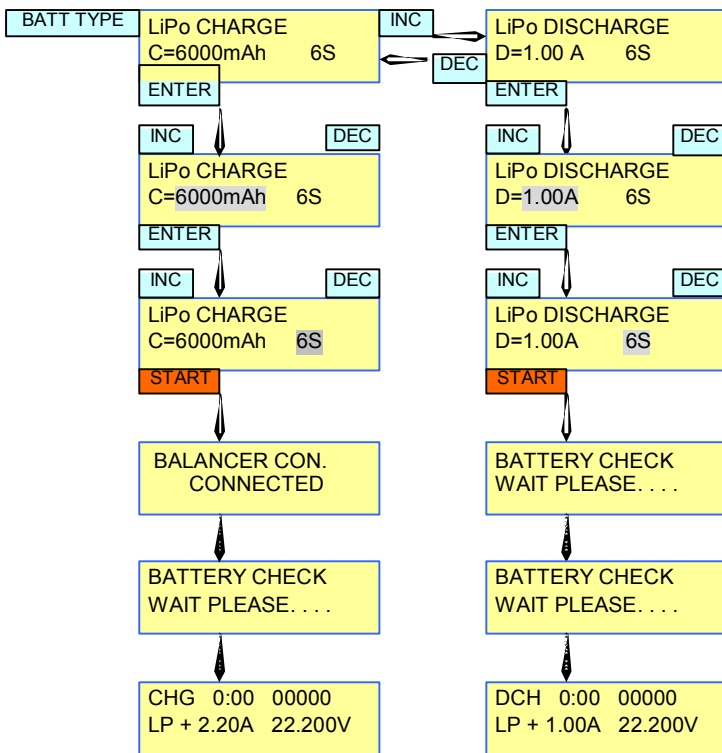 BATT TYPE
LiPo CHARGE
C=6000mAh 6S
INC
DEC
LiPo DISCHARGE
D=1.00 A 6S
ENTER
ENTER
INC
DEC
INC
DEC
LiPo CHARGE
C=6000mAh 6S
LiPo DISCHARGE
D=1.00A 6S
ENTER
ENTER
INC
DEC
INC
DEC
LiPo CHARGE
C=6000mAh 6S
LiPo DISCHARGE
D=1.00A 6S
START
START
BALANCER CON.
CONNECTED
BATTERY CHECK
WAIT PLEASE. . . .
BATTERY CHECK
WAIT PLEASE. . . .
BATTERY CHECK
WAIT PLEASE. . . .
CHG 0:00 00000
LP + 2.20A 22.200V
DCH 0:00 00000
LP + 1.00A 22.200V